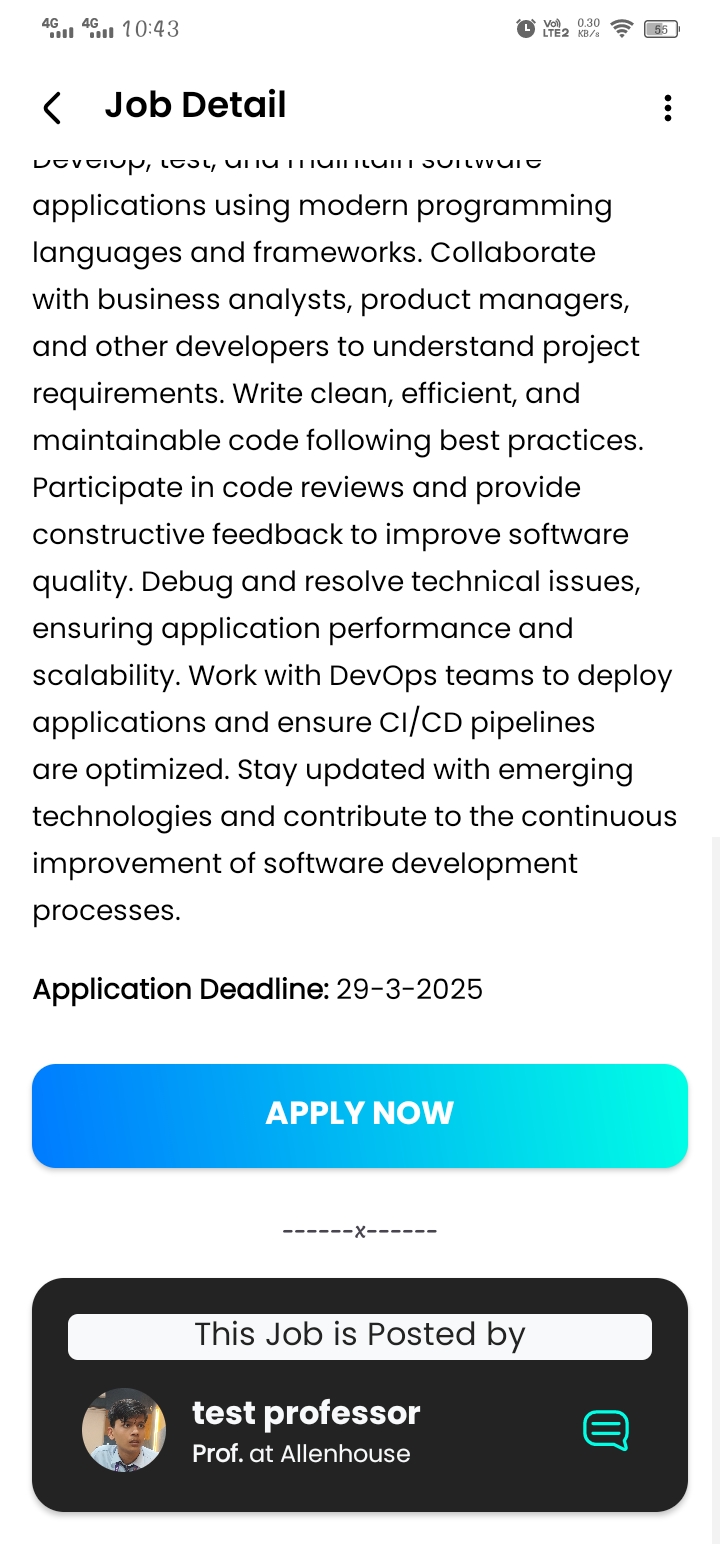 4G 4G 10:43 Vo) LTE2 0.30 KB/s 55
Job Detail
Develop, test, and maintain software
applications using modern programming
languages and frameworks. Collaborate
with business analysts, product managers,
and other developers to understand project
requirements. Write clean, efficient, and
maintainable code following best practices.
Participate in code reviews and provide
constructive feedback to improve software
quality. Debug and resolve technical issues,
ensuring application performance and
scalability. Work with DevOps teams to deploy
applications and ensure CI/CD pipelines
are optimized. Stay updated with emerging
technologies and contribute to the continuous
improvement of software development
processes.
Application Deadline: 29-3-2025
APPLY NOW
------x------
This Job is Posted by
test professor
Prof. at Allenhouse